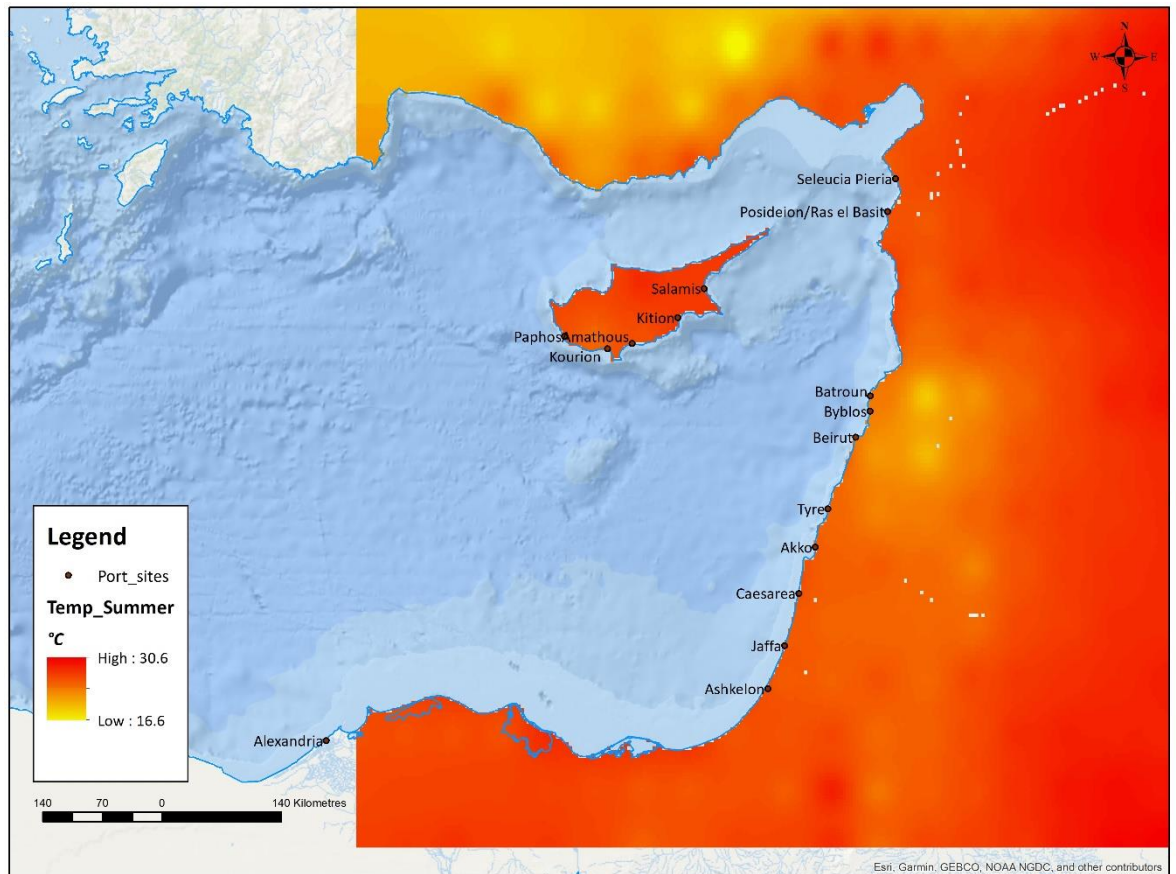 N
W E
S
Seleucia Pieria
Posideion/Ras el Basit
Salamis
Kition
Paphos
Amathous
Kourion
Batroun
Byblos
Beirut
Tyre
Akko
Caesarea
Jaffa
Ashkelon
Alexandria
Legend
Port_sites
Temp_Summer
°C
High : 30.6
Low : 16.6
140 70 0 140 Kilometres
Esri, Garmin, GEBCO, NOAA NGDC, and other contributors